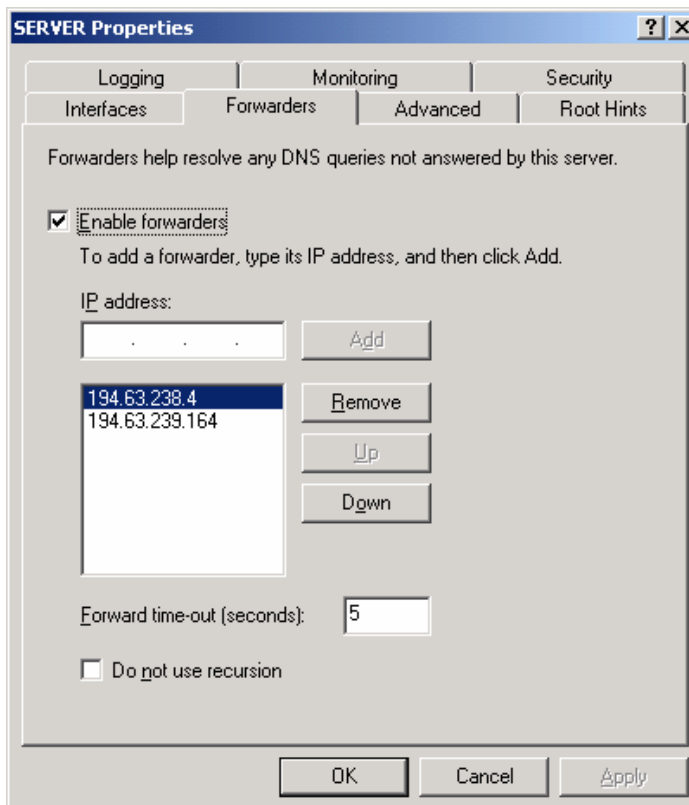 SERVER Properties
Logging Monitoring Security
Interfaces Forwarders Advanced Root Hints
Forwarders help resolve any DNS queries not answered by this server.
Enable forwarders
To add a forwarder, type its IP address, and then click Add.
IP address:
. . . Add
194.63.238.4 Remove
194.63.239.164
Up
Down
Forward time-out (seconds): 5
Do not use recursion
OK Cancel Apply